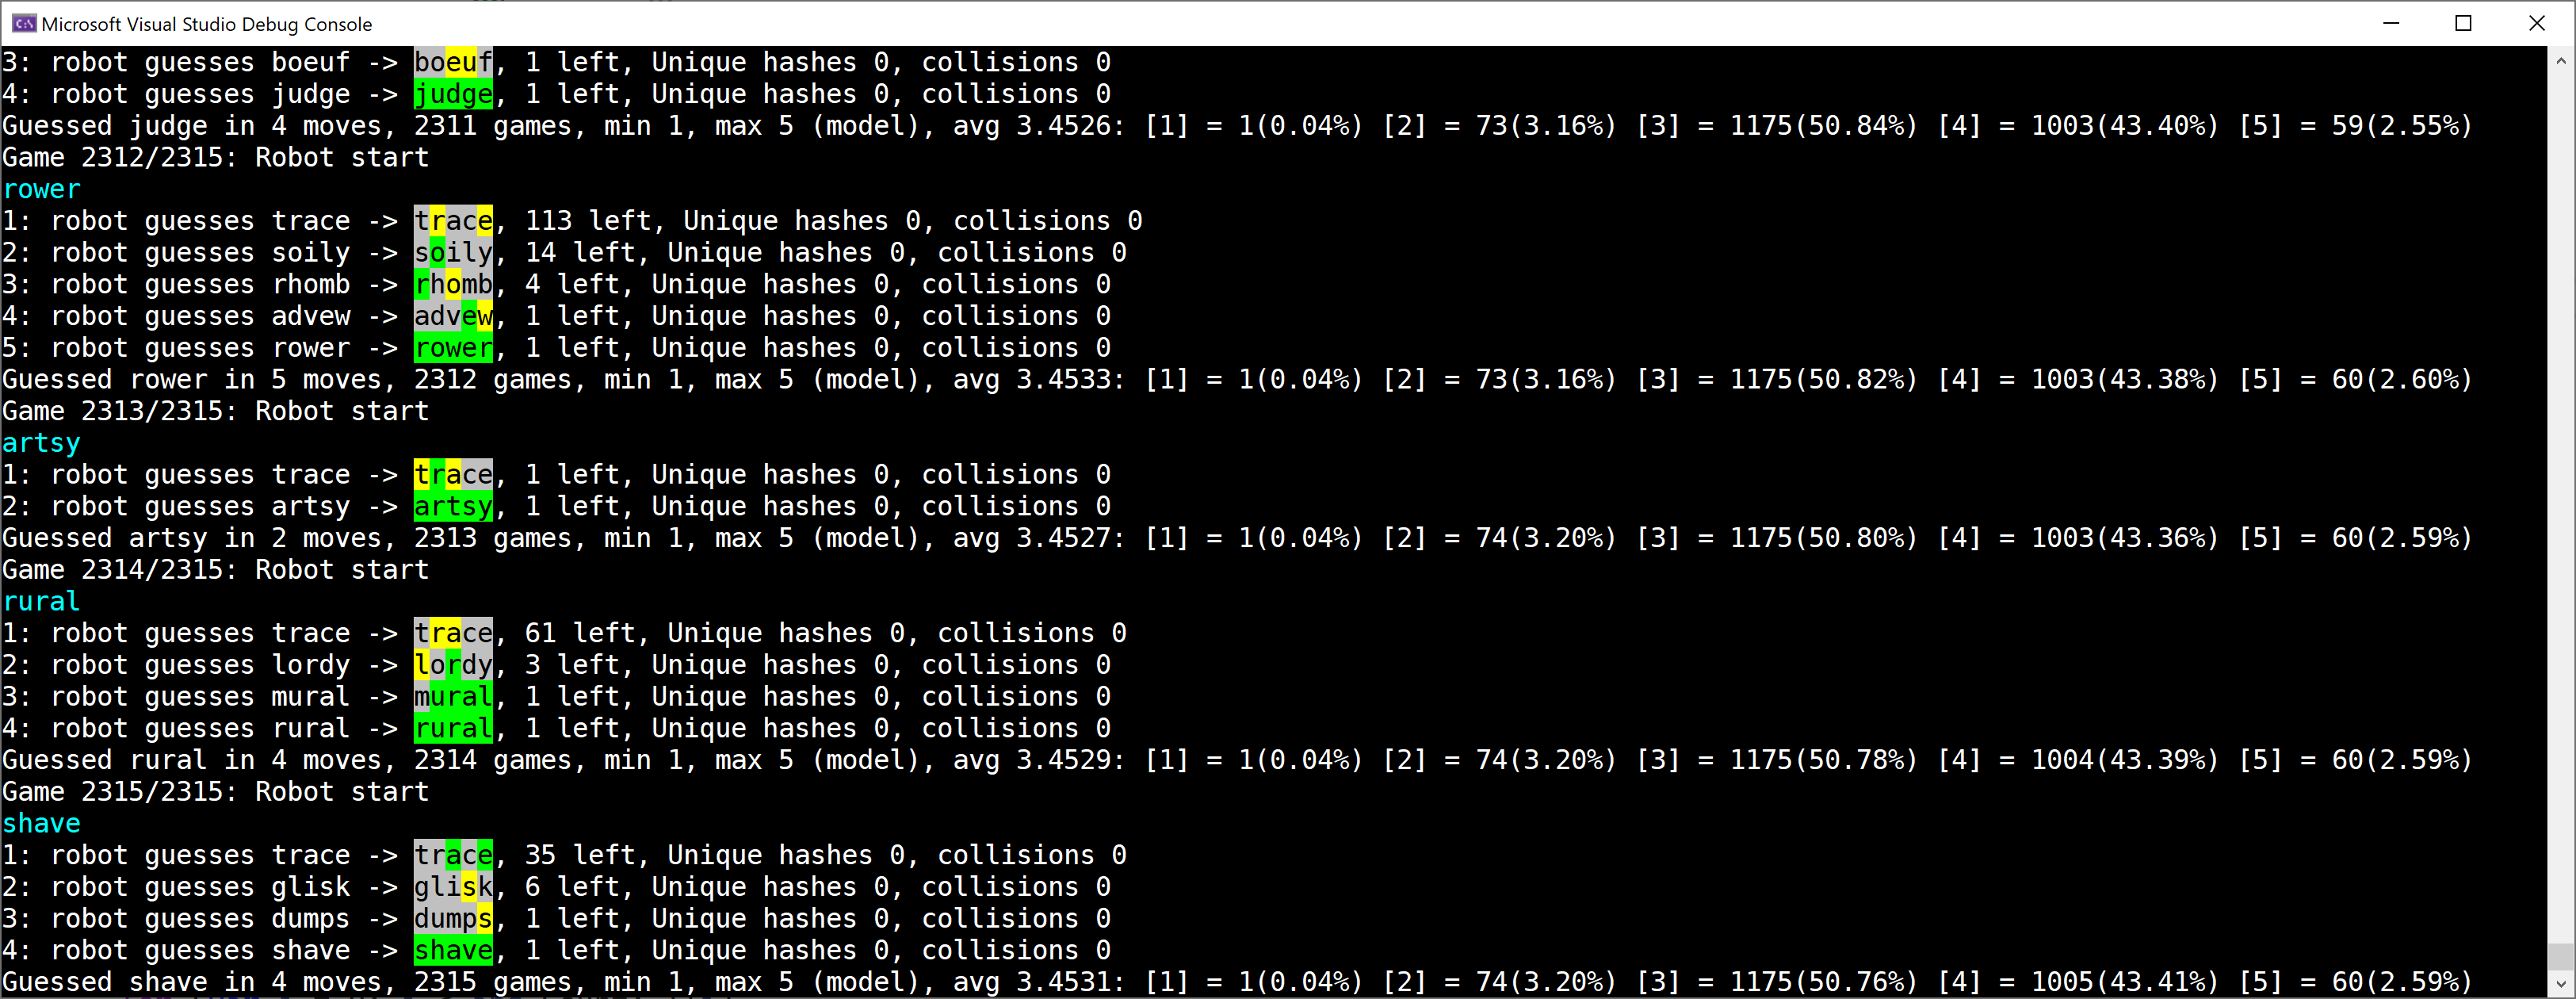 Microsoft Visual Studio Debug Console
3: robot guesses boeuf -> boeuf, 1 left, Unique hashes 0, collisions 0
4: robot guesses judge -> judge, 1 left, Unique hashes 0, collisions 0
Guessed judge in 4 moves, 2311 games, min 1, max 5 (model), avg 3.4526: [1] = 1(0.04%) [2] = 73(3.16%) [3] = 1175(50.84%) [4] = 1003(43.40%) [5] = 59(2.55%)
Game 2312/2315: Robot start
rower
1: robot guesses trace -> trace, 113 left, Unique hashes 0, collisions 0
2: robot guesses soily -> soily, 14 left, Unique hashes 0, collisions 0
3: robot guesses rhomb -> rhomb, 4 left, Unique hashes 0, collisions 0
4: robot guesses advew -> advew, 1 left, Unique hashes 0, collisions 0
5: robot guesses rower -> rower, 1 left, Unique hashes 0, collisions 0
Guessed rower in 5 moves, 2312 games, min 1, max 5 (model), avg 3.4533: [1] = 1(0.04%) [2] = 73(3.16%) [3] = 1175(50.82%) [4] = 1003(43.38%) [5] = 60(2.60%)
Game 2313/2315: Robot start
artsy
1: robot guesses trace -> trace, 1 left, Unique hashes 0, collisions 0
2: robot guesses artsy -> artsy, 1 left, Unique hashes 0, collisions 0
Guessed artsy in 2 moves, 2313 games, min 1, max 5 (model), avg 3.4527: [1] = 1(0.04%) [2] = 74(3.20%) [3] = 1175(50.80%) [4] = 1003(43.36%) [5] = 60(2.59%)
Game 2314/2315: Robot start
rural
1: robot guesses trace -> trace, 61 left, Unique hashes 0, collisions 0
2: robot guesses lordy -> lordy, 3 left, Unique hashes 0, collisions 0
3: robot guesses mural -> mural, 1 left, Unique hashes 0, collisions 0
4: robot guesses rural -> rural, 1 left, Unique hashes 0, collisions 0
Guessed rural in 4 moves, 2314 games, min 1, max 5 (model), avg 3.4529: [1] = 1(0.04%) [2] = 74(3.20%) [3] = 1175(50.78%) [4] = 1004(43.39%) [5] = 60(2.59%)
Game 2315/2315: Robot start
shave
1: robot guesses trace -> trace, 35 left, Unique hashes 0, collisions 0
2: robot guesses glisk -> glisk, 6 left, Unique hashes 0, collisions 0
3: robot guesses dumps -> dumps, 1 left, Unique hashes 0, collisions 0
4: robot guesses shave -> shave, 1 left, Unique hashes 0, collisions 0
Guessed shave in 4 moves, 2315 games, min 1, max 5 (model), avg 3.4531: [1] = 1(0.04%) [2] = 74(3.20%) [3] = 1175(50.76%) [4] = 1005(43.41%) [5] = 60(2.59%)